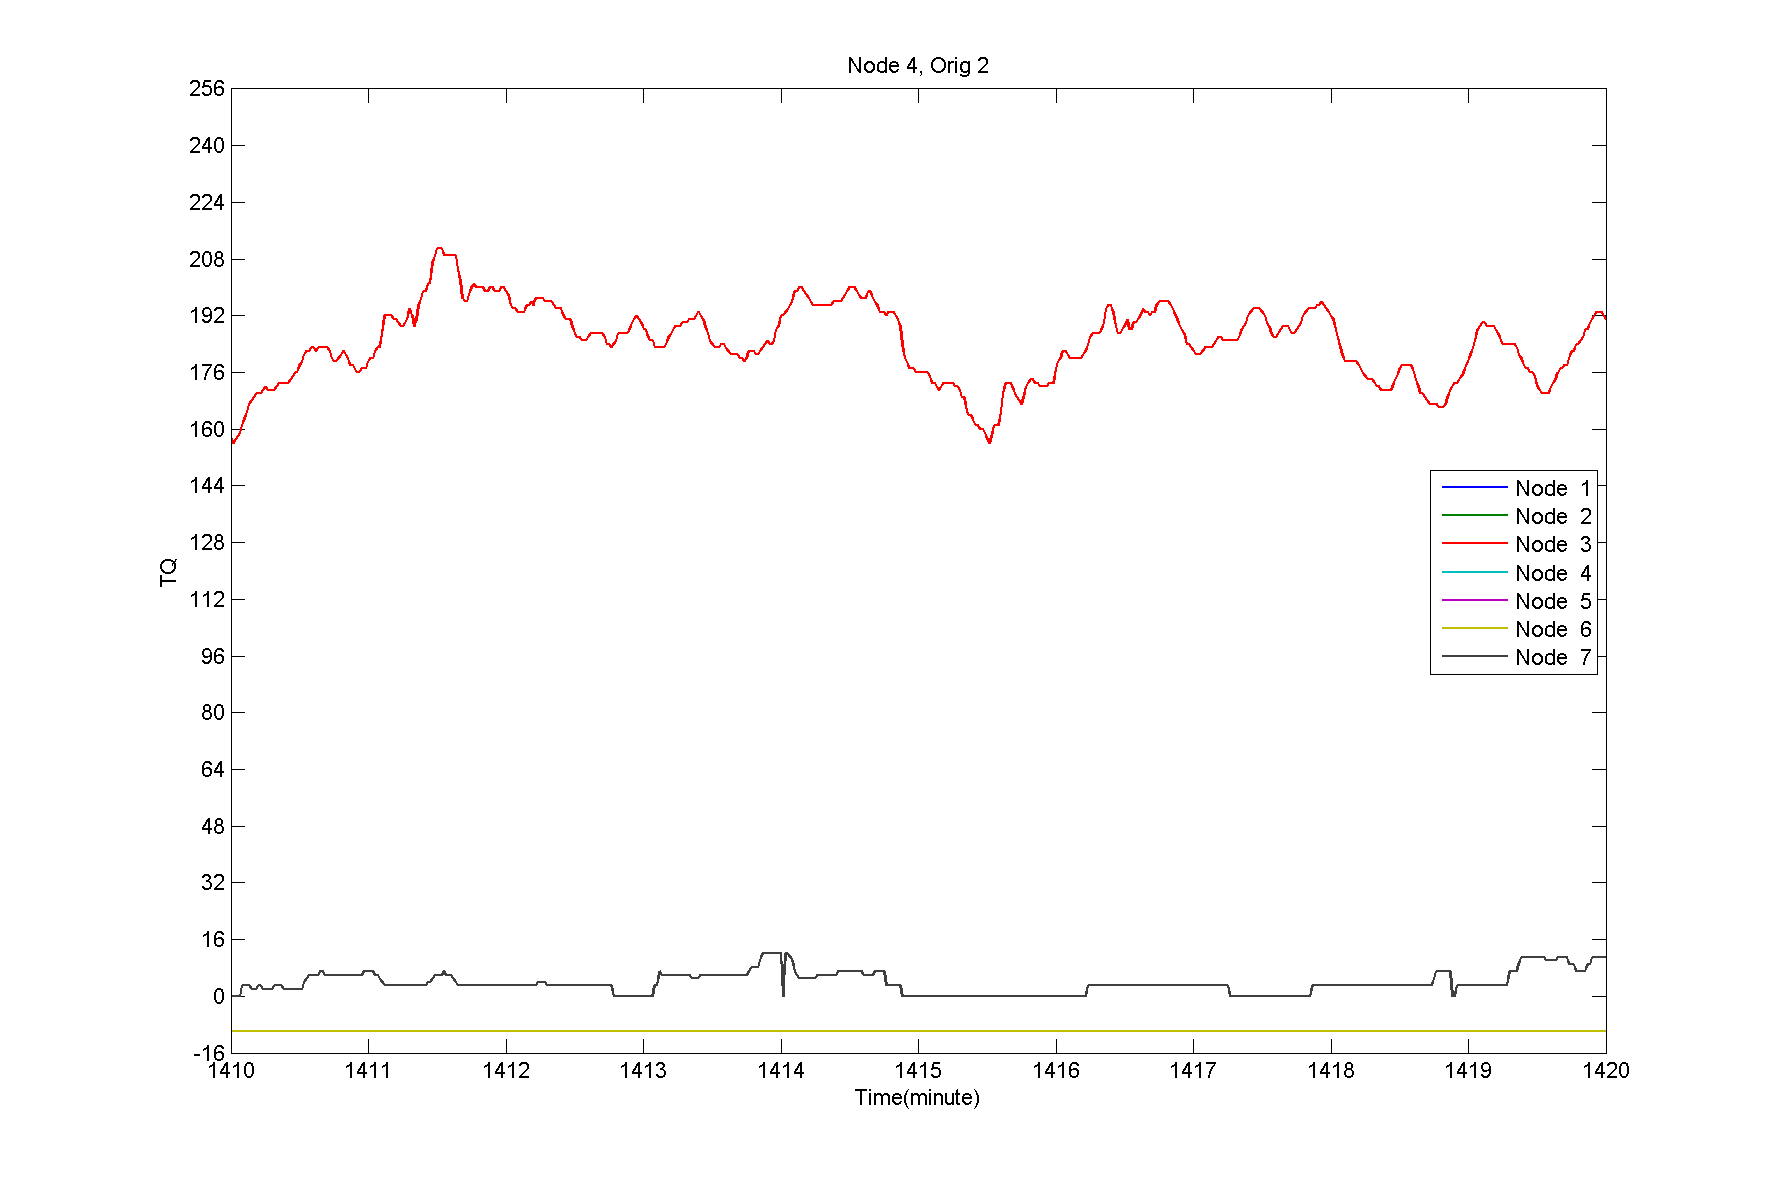 Node 4, Orig 2
256
240
224
208
192
176
160
144
128
112
96
80
64
48
32
16
0
-16
TQ
Node 1
Node 2
Node 3
Node 4
Node 5
Node 6
Node 7
1410 1411 1412 1413 1414 1415 1416 1417 1418 1419 1420
Time(minute)